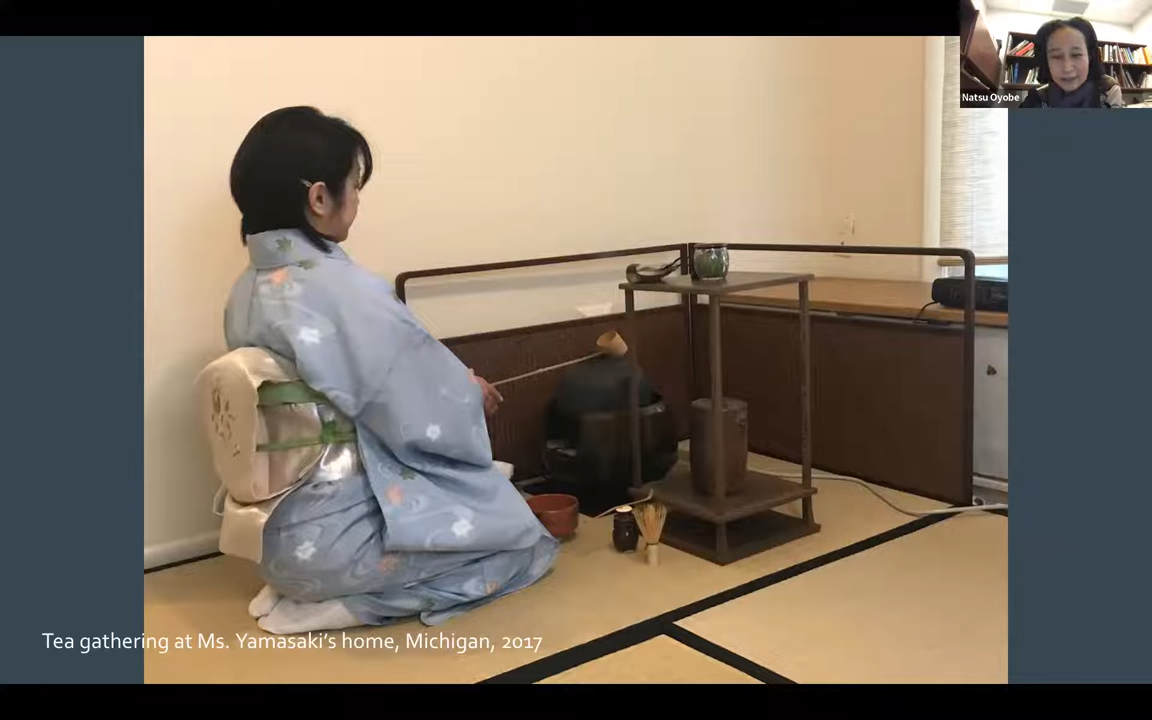 Natsu Oyobe
Tea gathering at Ms. Yamasaki's home, Michigan, 2017